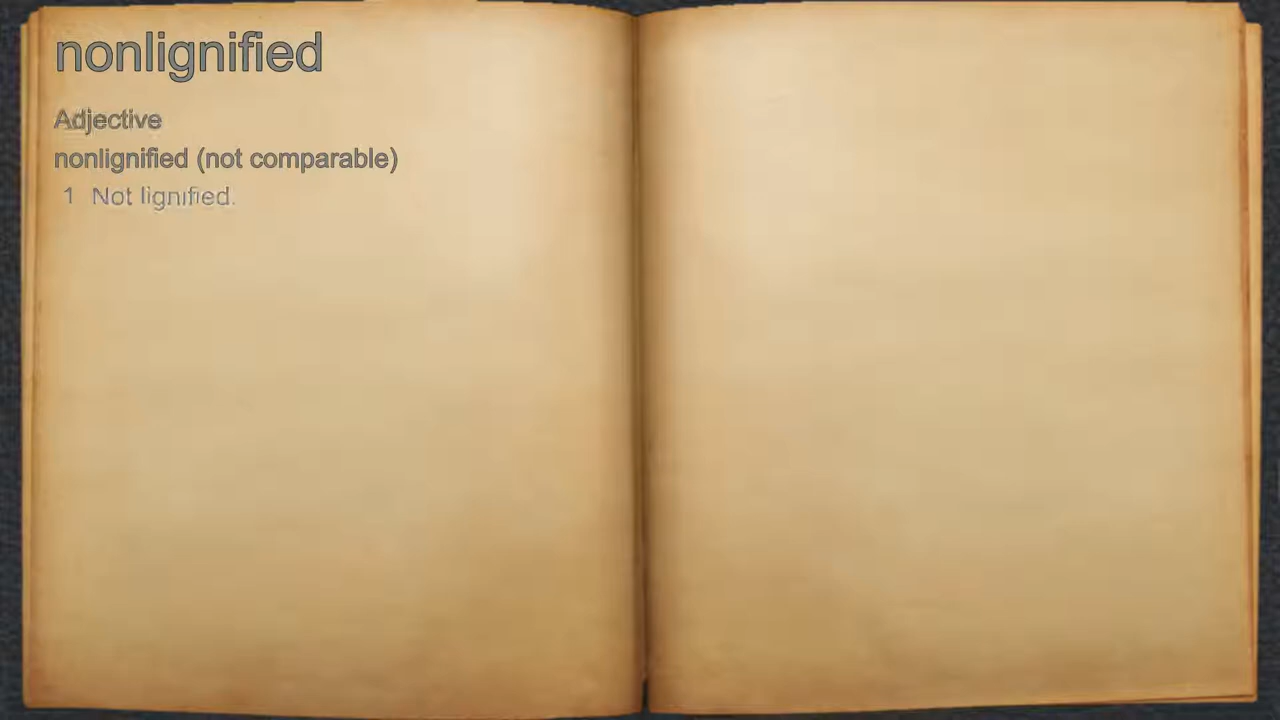 nonlignified
Adjective
nonlignified (not comparable)
1 Not lignified.